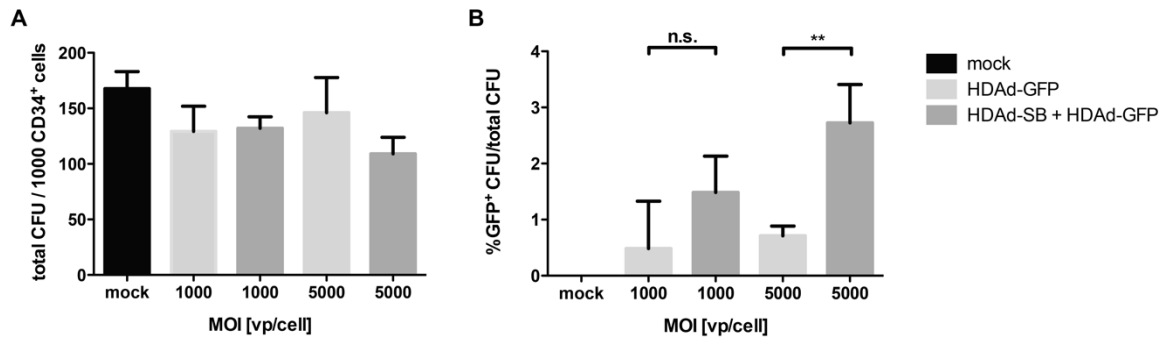 A
total CFU / 1000 CD34⁺ cells
200
150
100
50
0
mock
1000
1000
5000
5000
MOI [vp/cell]
B
%GFP⁺ CFU/total CFU
4
3
2
1
0
n.s.
**
mock
1000
1000
5000
5000
MOI [vp/cell]
mock
HDAd-GFP
HDAd-SB + HDAd-GFP